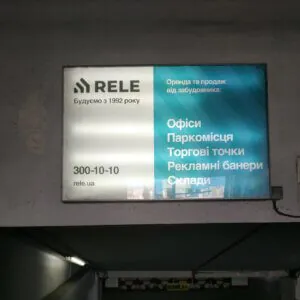 RELE
Будуємо з 1992 року
300-10-10
rele.ua
Оренда та продаж
від забудовника:
Офіси
Паркомісця
Торгові точки
Рекламні банери
Склади